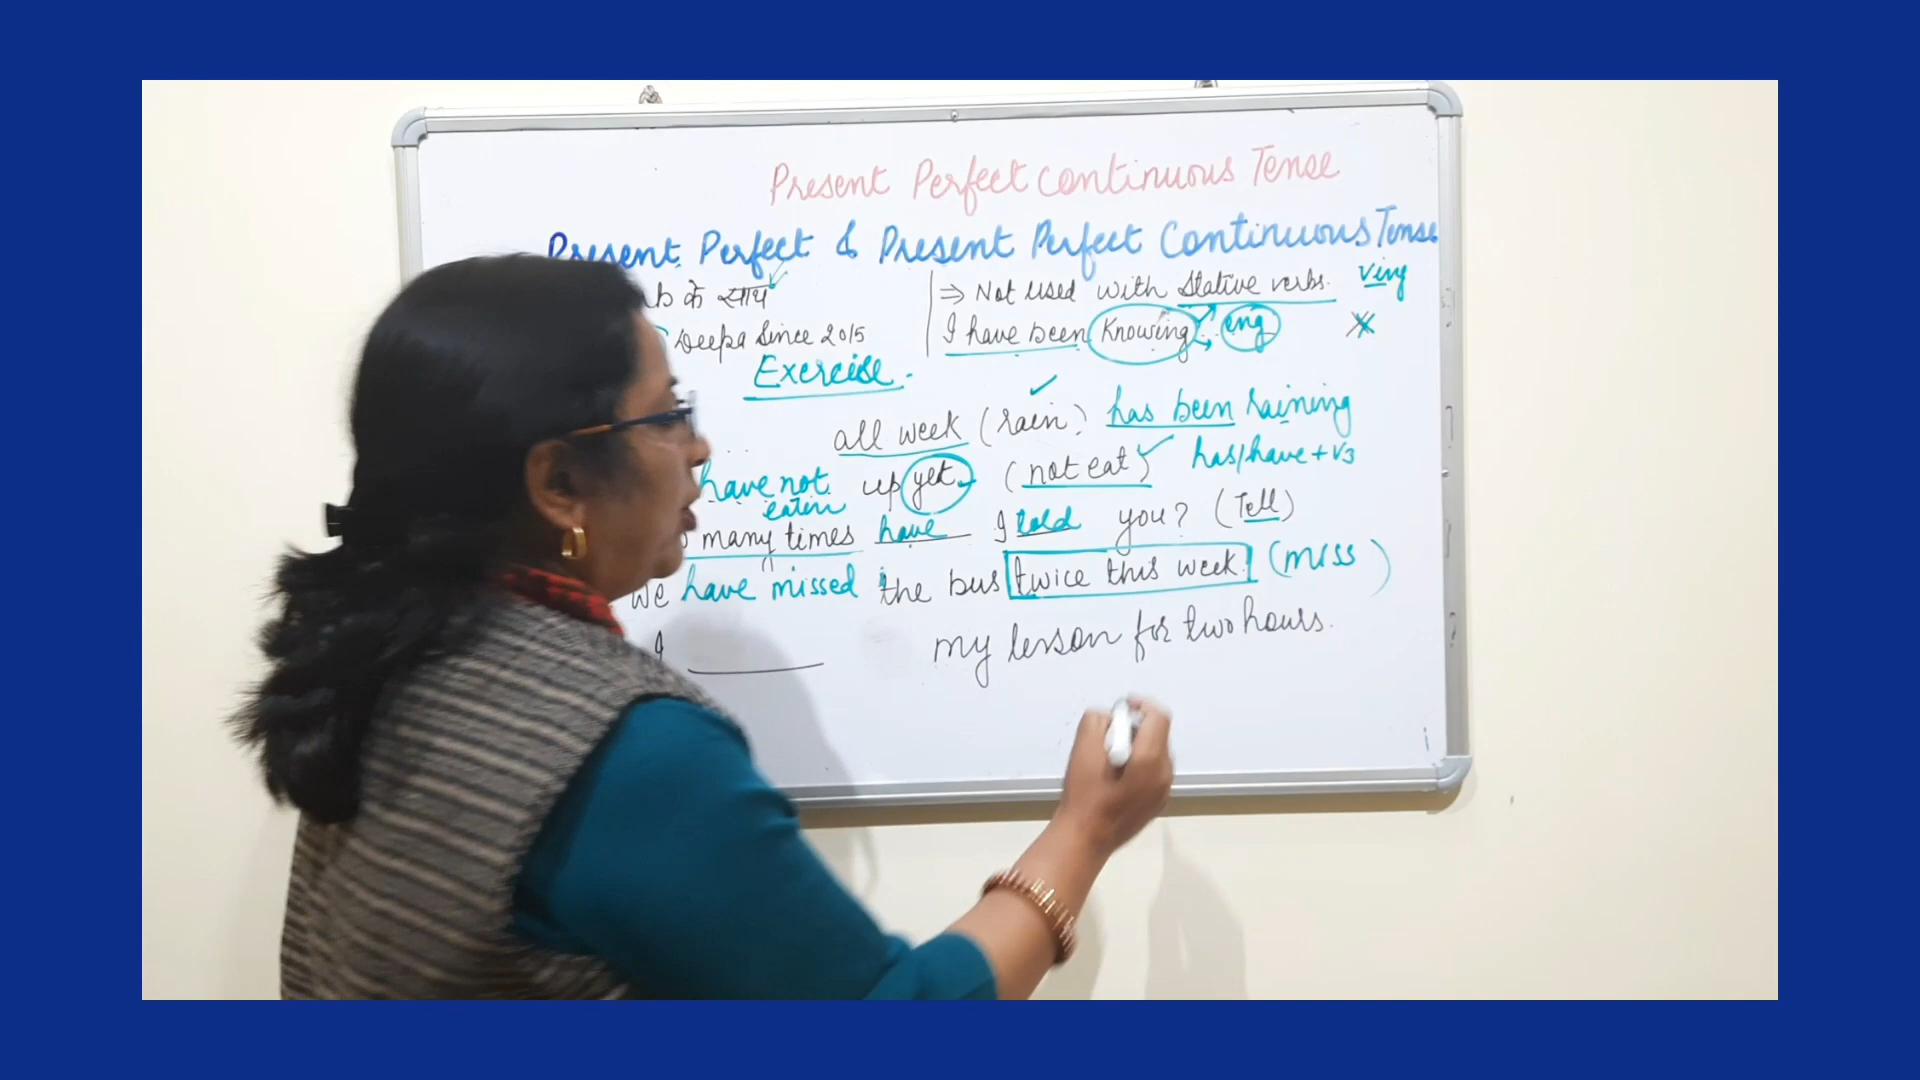 Present Perfect Continuous Tense
Present Perfect & Present Perfect Continuous Tense
b के साथ | ⇒ Not used with stative verbs. Ving
Deepa Since 2015 | I have been Knowing eng
Exercise.
all week (rain) has been raining
have not up yet. (not eat) has/have + V3
eaten
many times have I told you? (Tell)
We have missed the bus twice this week (miss)
I ______ my lesson for two hours.